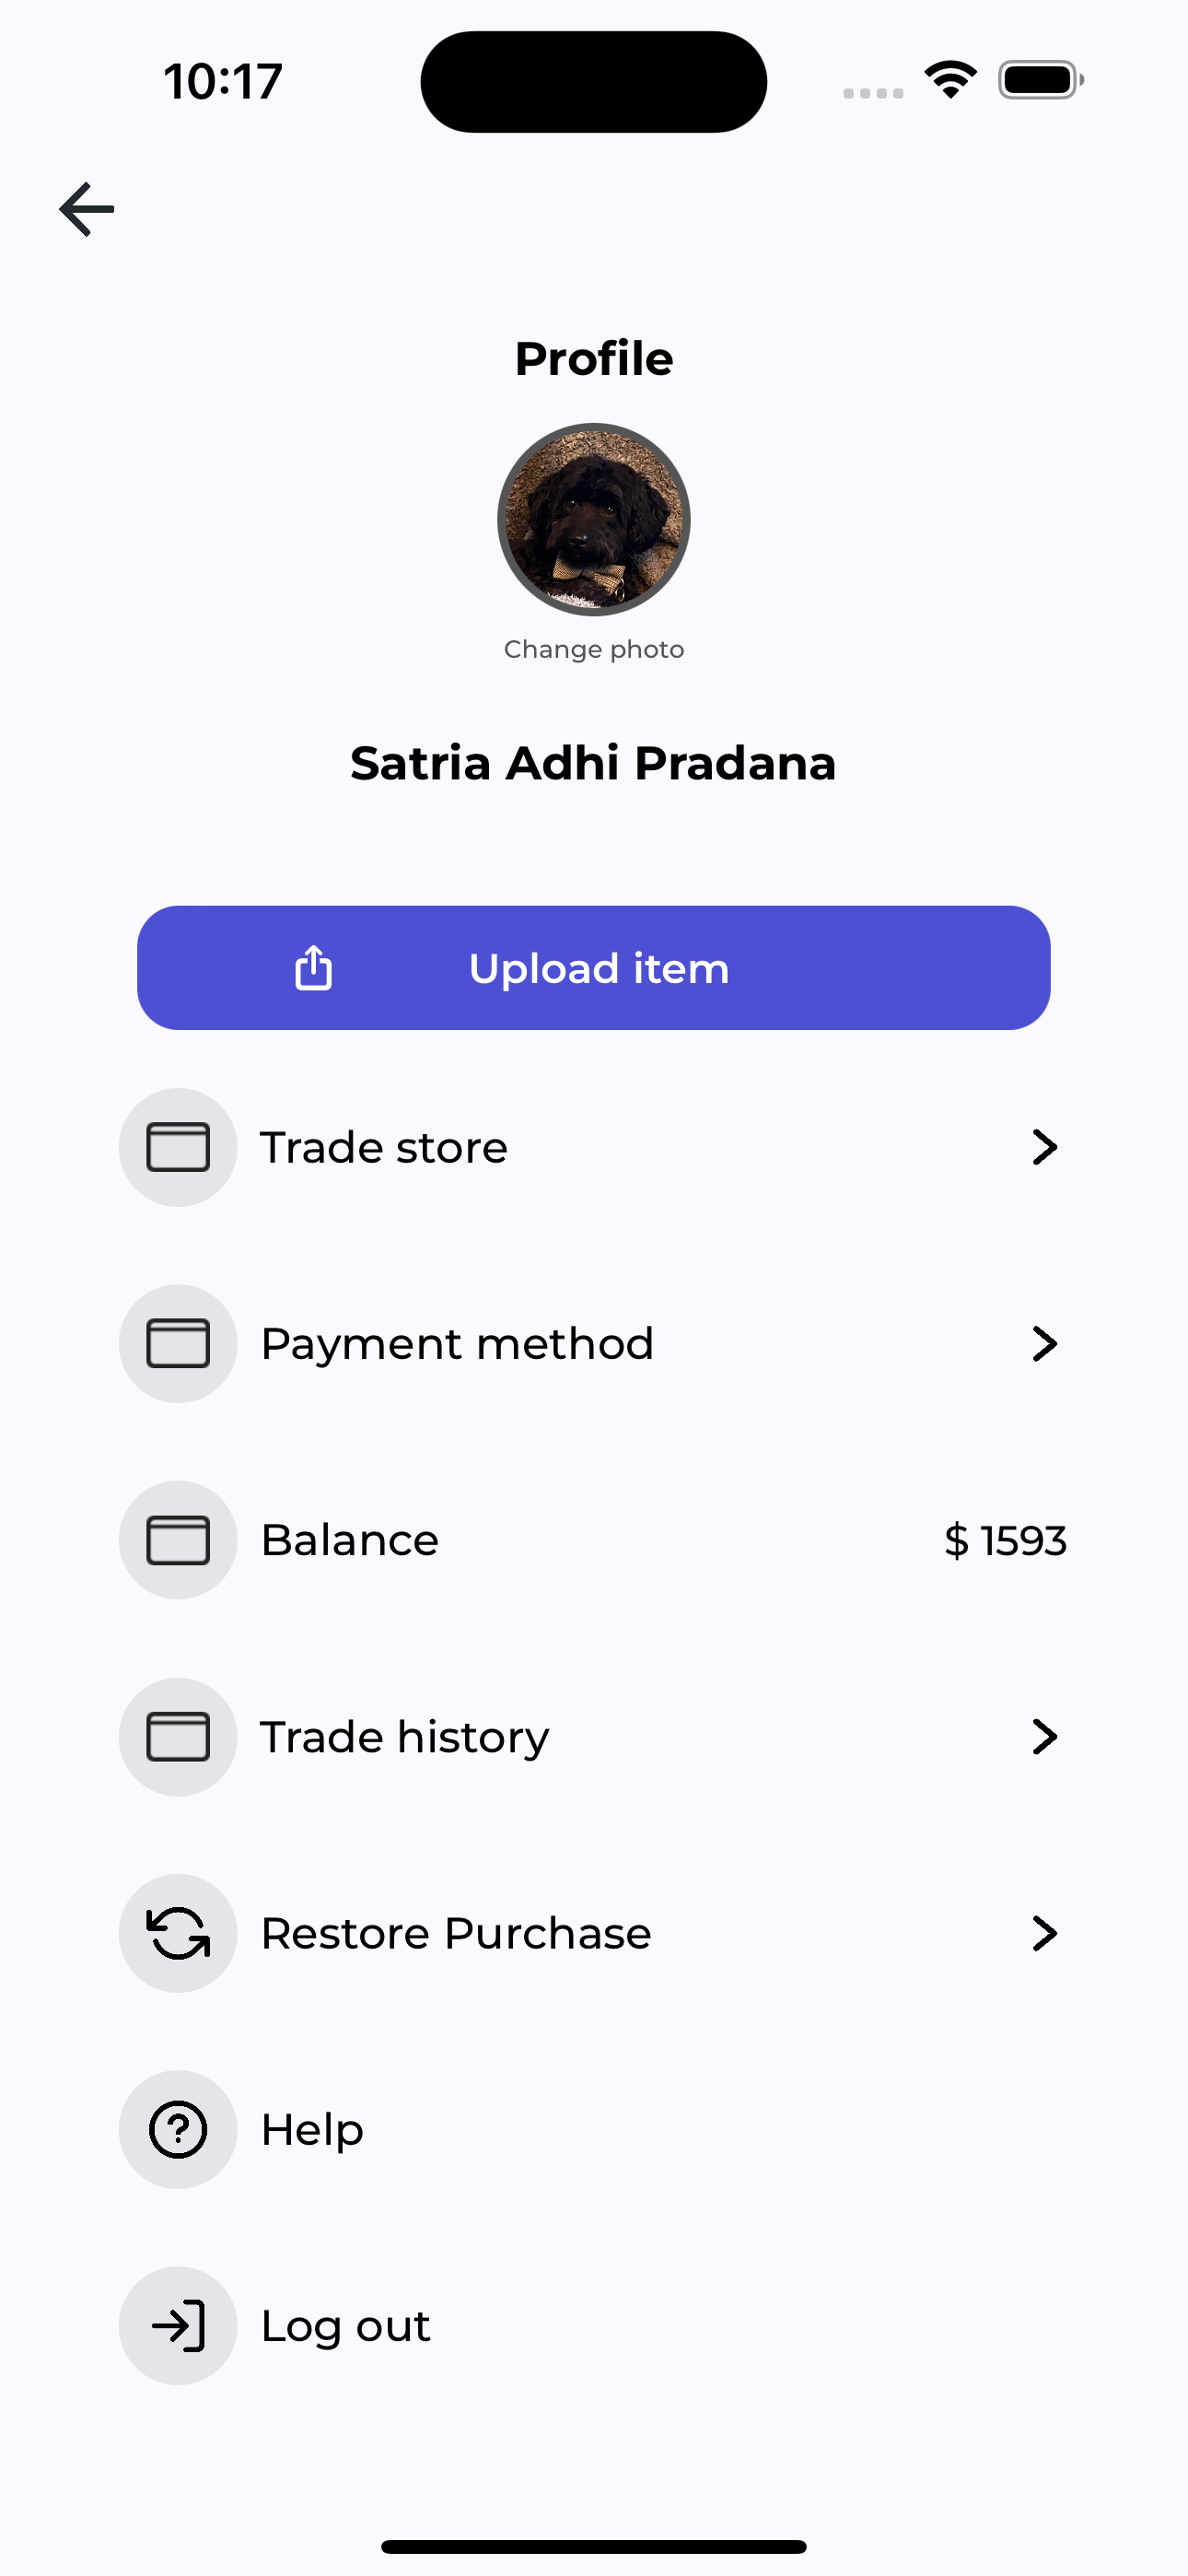 10:17
Profile
Change photo
Satria Adhi Pradana
Upload item
Trade store
Payment method
Balance $ 1593
Trade history
Restore Purchase
Help
Log out